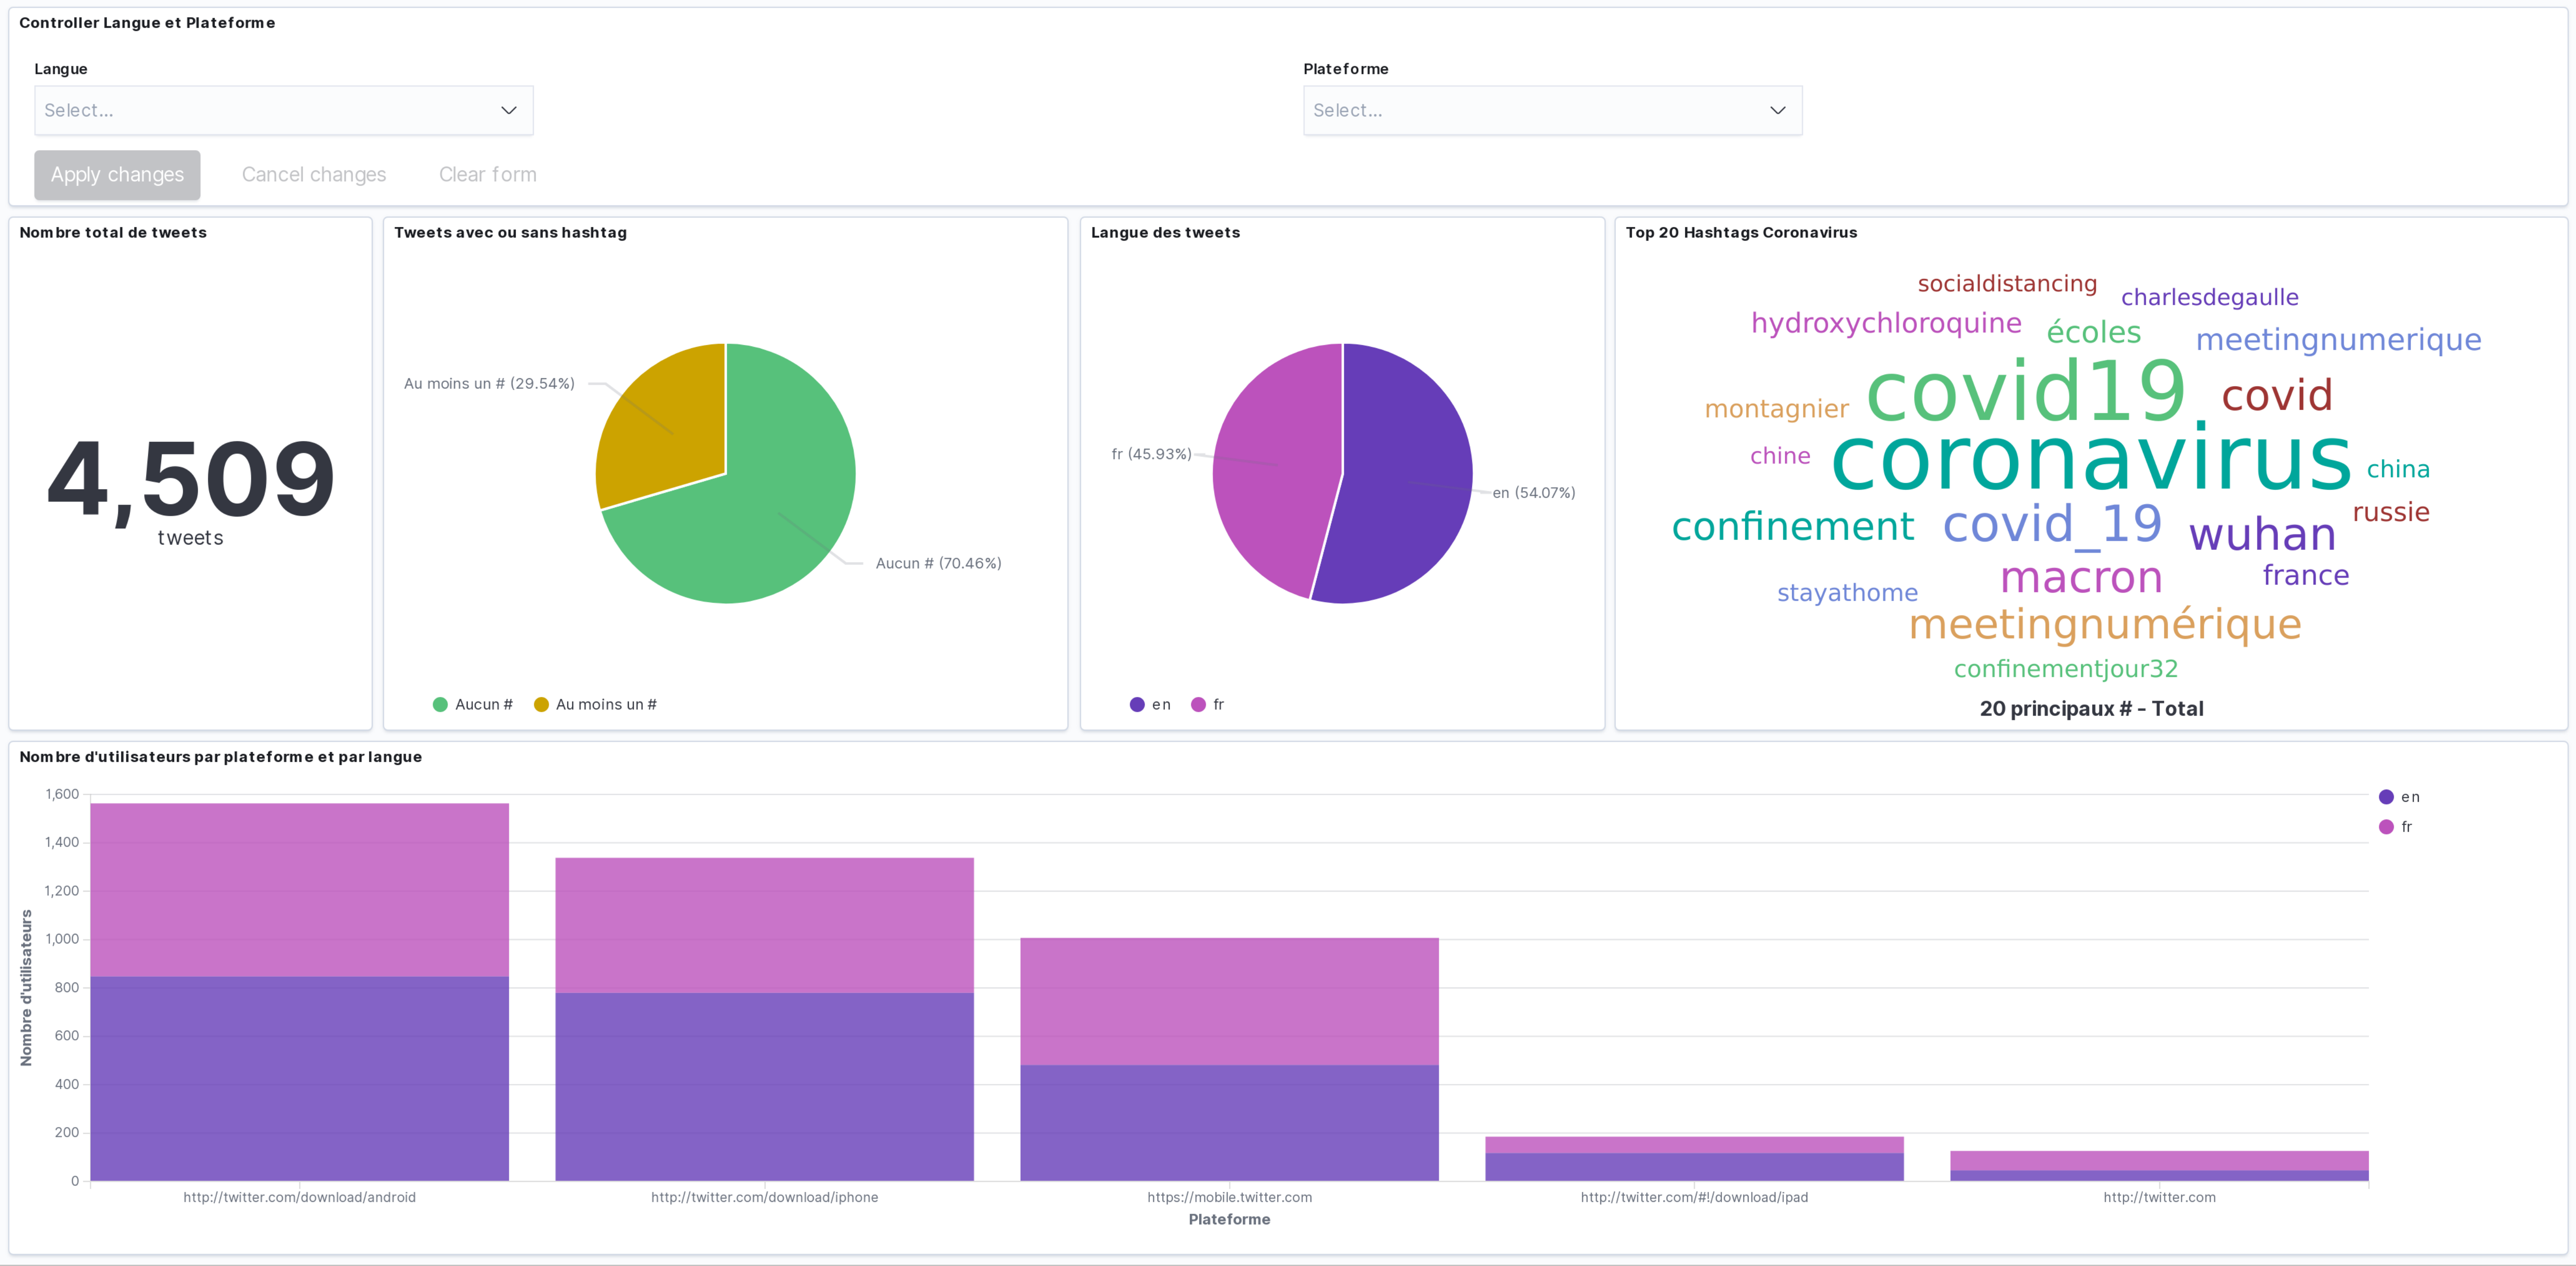 Controller Langue et Plateforme
Langue
Plateforme
Select...
Select...
Apply changes
Cancel changes
Clear form
Nombre total de tweets
4,509
tweets
Tweets avec ou sans hashtag
Au moins un # (29.54%)
Aucun # (70.46%)
Aucun #
Au moins un #
Langue des tweets
fr (45.93%)
en (54.07%)
en
fr
Top 20 Hashtags Coronavirus
socialdistancing
charlesdegaulle
hydroxychloroquine
écoles
meetingnumerique
covid19
covid
montagnier
chine
coronavirus
china
confinement
covid_19
wuhan
russie
macron
france
stayathome
meetingnumérique
confinementjour32
20 principaux # - Total
Nombre d'utilisateurs par plateforme et par langue
Nombre d'utilisateurs
1,600
1,400
1,200
1,000
800
600
400
200
0
http://twitter.com/download/android
http://twitter.com/download/iphone
https://mobile.twitter.com
http://twitter.com/#!/download/ipad
http://twitter.com
Plateforme
en
fr